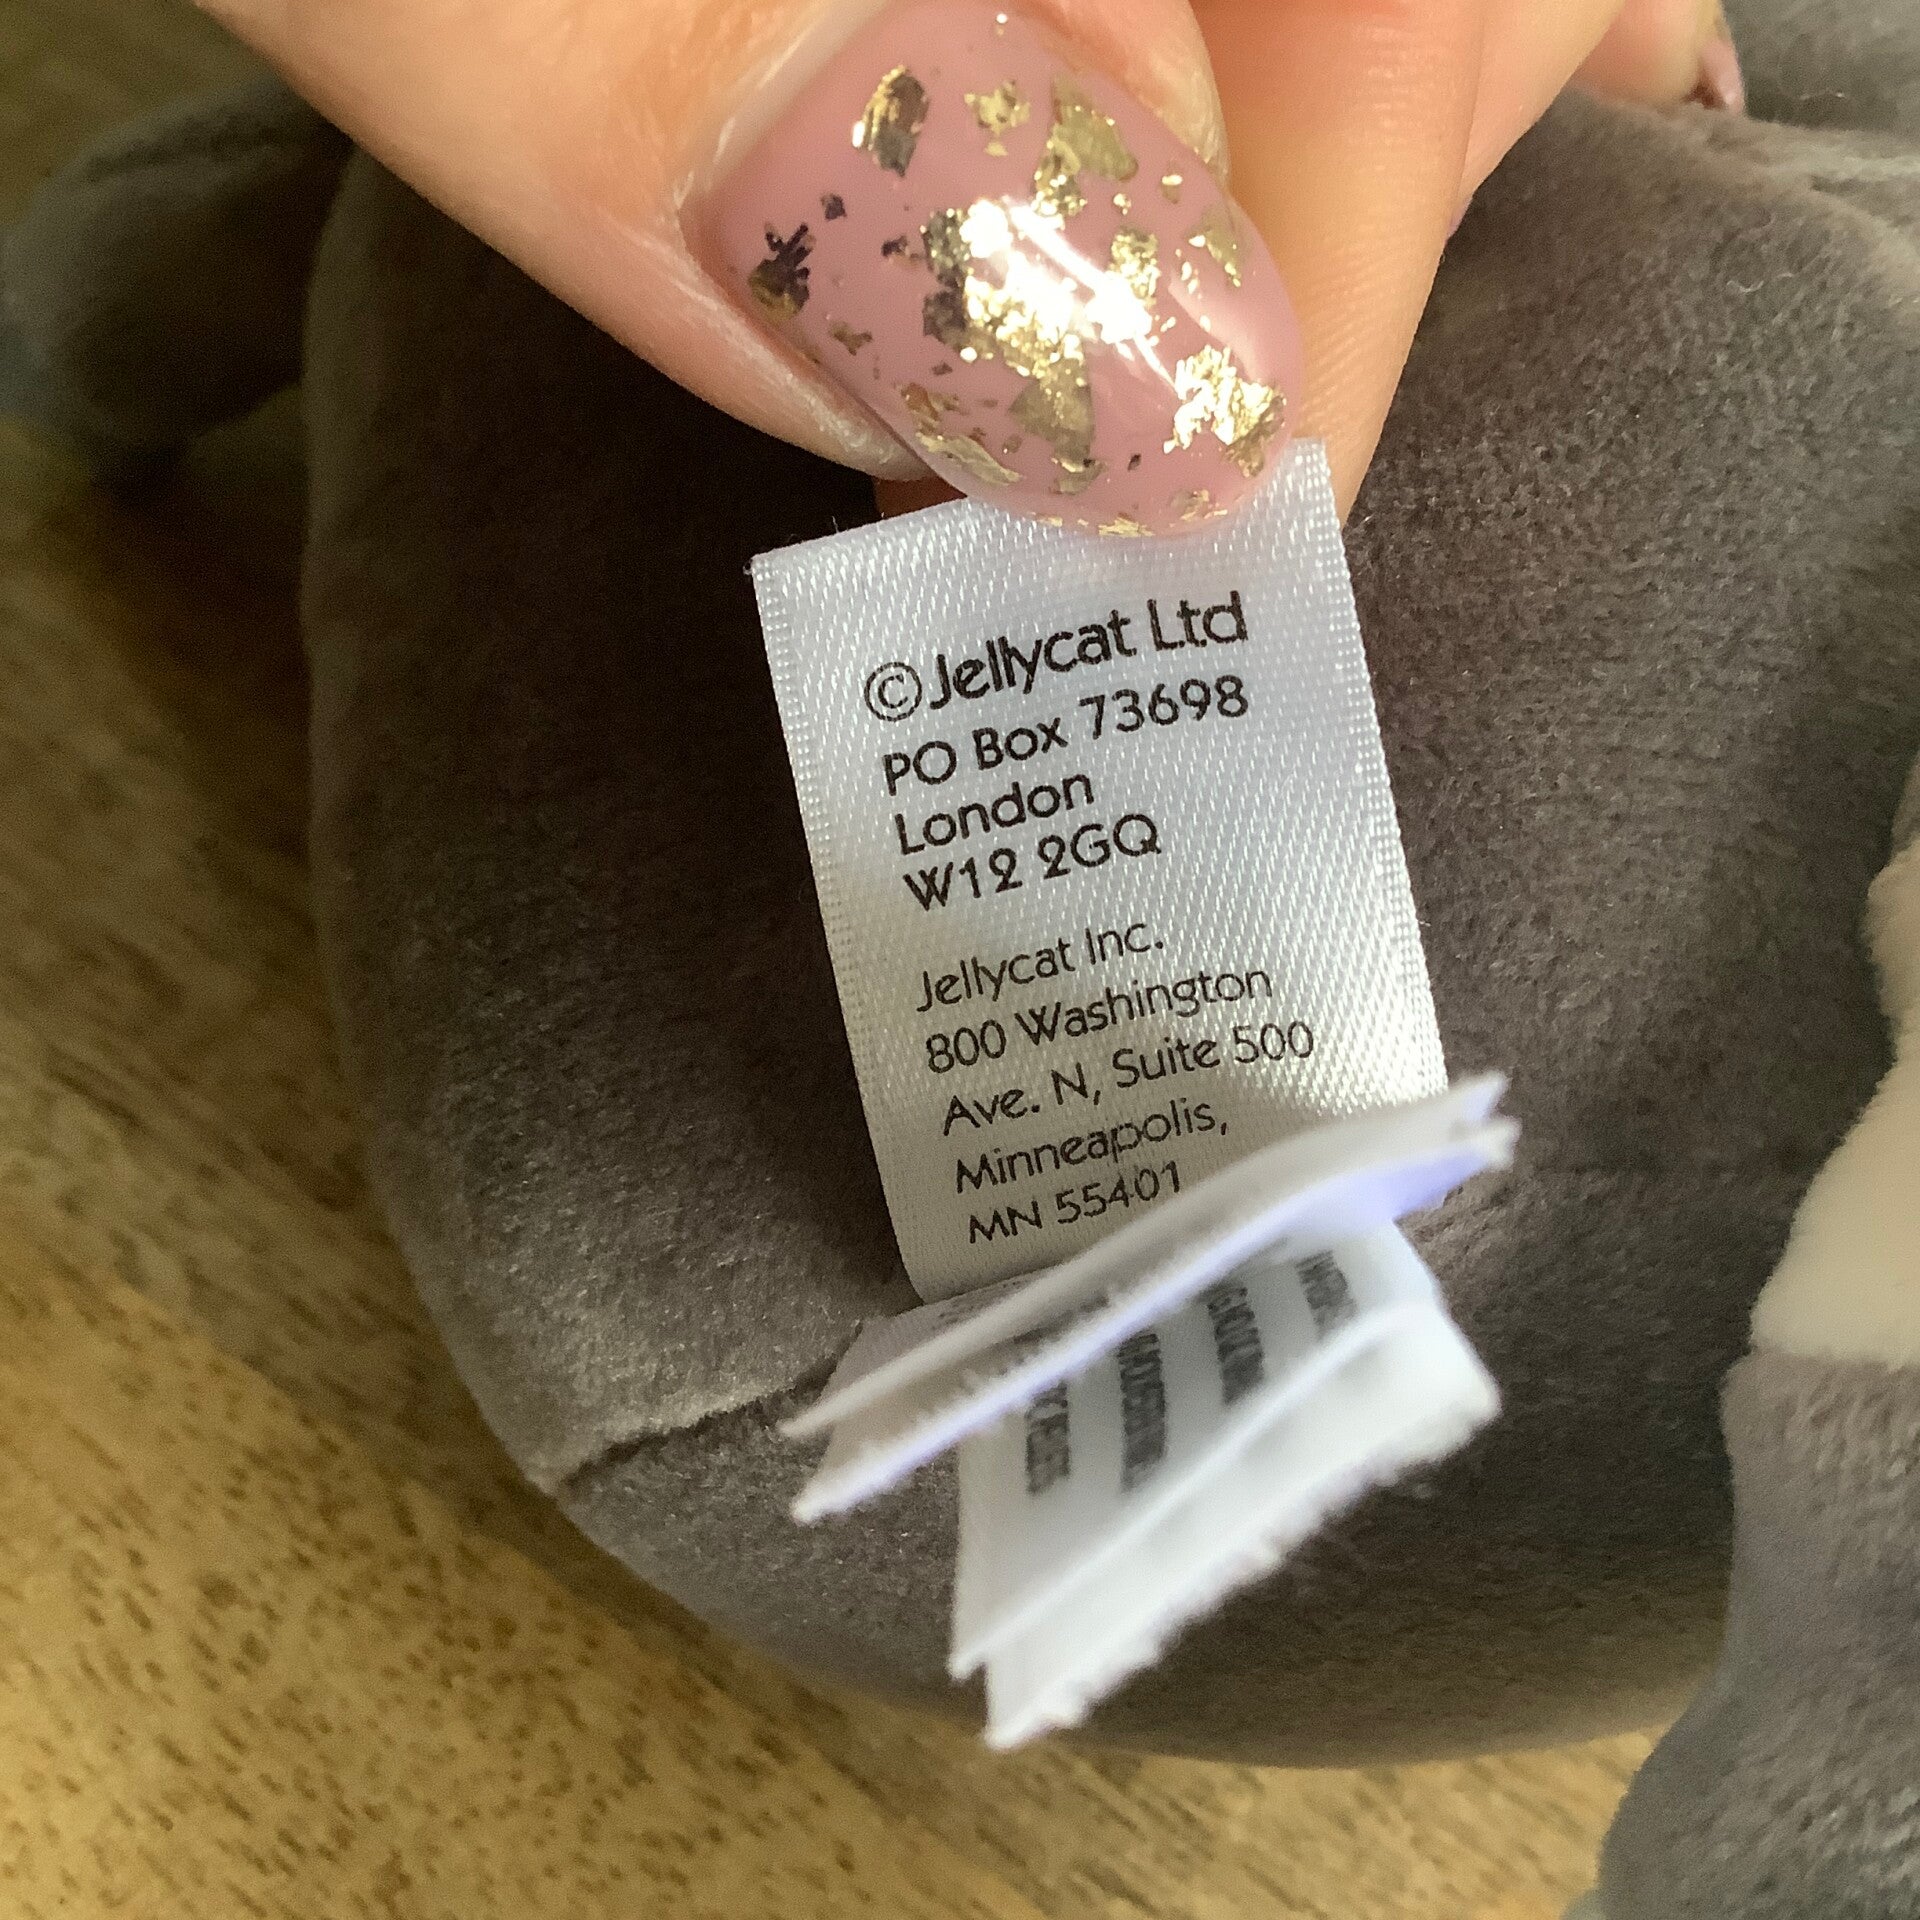 ©Jellycat Ltd
PO Box 73698
London
W12 2GQ
Jellycat Inc.
800 Washington
Ave. N, Suite 500
Minneapolis,
MN 55401